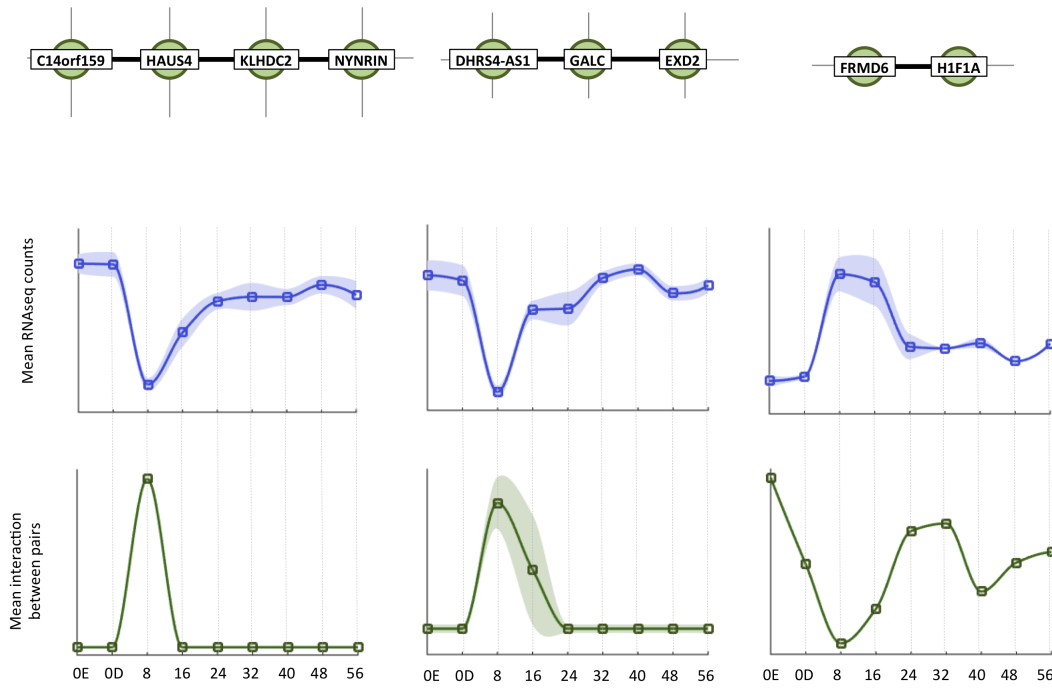 C14orf159 HAUS4 KLHDC2 NYNRIN
DHRS4-AS1 GALC EXD2
FRMD6 H1F1A
Mean RNAseq counts
Mean interaction
between pairs
0E 0D 8 16 24 32 40 48 56
0E 0D 8 16 24 32 40 48 56
0E 0D 8 16 24 32 40 48 56